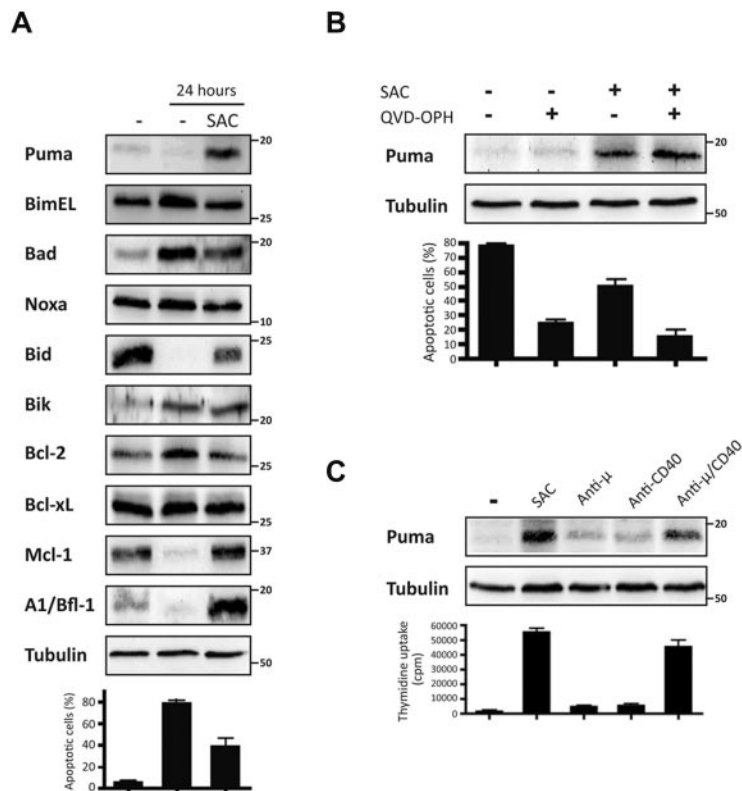 A
24 hours
- - SAC
Puma 20
BimEL 25
Bad 20
Noxa 10
Bid 25
Bik 20
Bcl-2 25
Bcl-xL 25
Mcl-1 37
A1/Bfl-1 20
Tubulin 50
Apoptotic cells (%)
80
60
40
20
0
B
SAC - - + +
QVD-OPH - + - +
Puma 20
Tubulin 50
Apoptotic cells (%)
80
70
60
50
40
30
20
10
0
C
- SAC Anti-μ Anti-CD40 Anti-μ/CD40
Puma 20
Tubulin 50
Thymidine uptake
(cpm)
60000
50000
40000
30000
20000
10000
0